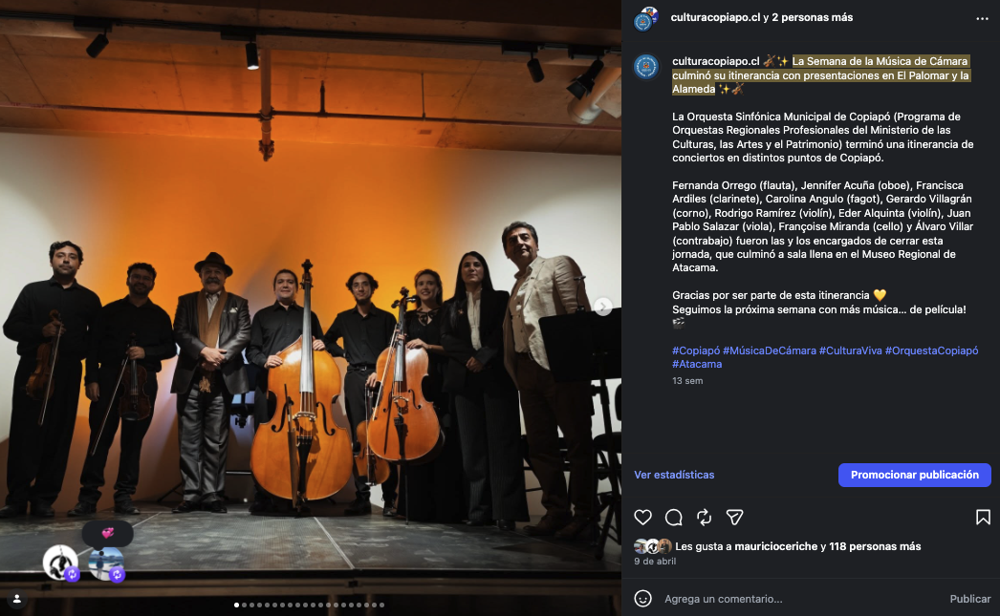 culturacopiapo.cl y 2 personas más
culturacopiapo.cl 🎻✨ La Semana de la Música de Cámara
culminó su itinerancia con presentaciones en El Palomar y la
Alameda ✨🎻
La Orquesta Sinfónica Municipal de Copiapó (Programa de
Orquestas Regionales Profesionales del Ministerio de las
Culturas, las Artes y el Patrimonio) terminó una itinerancia de
conciertos en distintos puntos de Copiapó.
Fernanda Orrego (flauta), Jennifer Acuña (oboe), Francisca
Ardiles (clarinete), Carolina Angulo (fagot), Gerardo Villagrán
(corno), Rodrigo Ramírez (violín), Eder Alquinta (violín), Juan
Pablo Salazar (viola), Françoise Miranda (cello) y Álvaro Villar
(contrabajo) fueron las y los encargados de cerrar esta
jornada, que culminó a sala llena en el Museo Regional de
Atacama.
Gracias por ser parte de esta itinerancia 💛
Seguimos la próxima semana con más música... de película!
🎬
#Copiapó #MúsicaDeCámara #CulturaViva #OrquestaCopiapó
#Atacama
13 sem
Ver estadísticas
Promocionar publicación
Les gusta a mauricioceriche y 118 personas más
9 de abril
Agrega un comentario...
Publicar